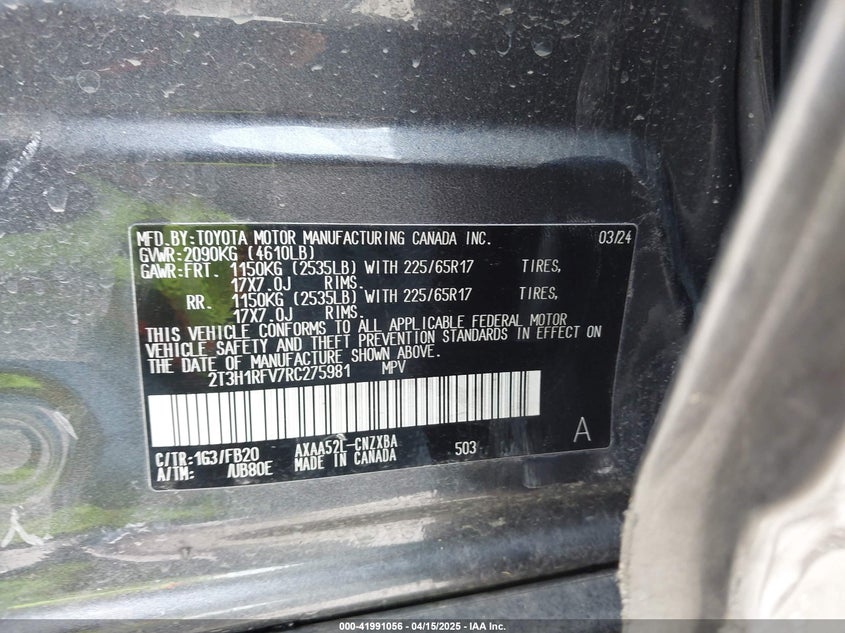 MFD.BY:TOYOTA MOTOR MANUFACTURING CANADA INC. 03/24
GVWR:2090KG (4610LB)
GAWR:FRT. 1150KG (2535LB) WITH 225/65R17 TIRES,
17X7.0J RIMS.
RR. 1150KG (2535LB) WITH 225/65R17 TIRES,
17X7.0J RIMS.
THIS VEHICLE CONFORMS TO ALL APPLICABLE FEDERAL MOTOR
VEHICLE SAFETY AND THEFT PREVENTION STANDARDS IN EFFECT ON
THE DATE OF MANUFACTURE SHOWN ABOVE.
2T3H1RFV7RC275981 MPV
C/TR:1G3/FB20 AXAA52L-CNZXBA 503 A
A/TM: /UB80E MADE IN CANADA
000-41991056 - 04/15/2025 - IAA Inc.